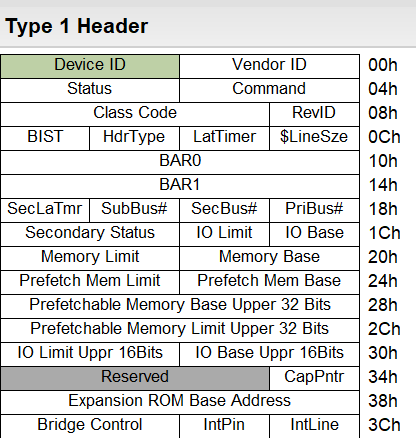 Type 1 Header
Device ID Vendor ID 00h
Status Command 04h
Class Code RevID 08h
BIST HdrType LatTimer $LineSze 0Ch
BAR0 10h
BAR1 14h
SecLaTmr SubBus# SecBus# PriBus# 18h
Secondary Status IO Limit IO Base 1Ch
Memory Limit Memory Base 20h
Prefetch Mem Limit Prefetch Mem Base 24h
Prefetchable Memory Base Upper 32 Bits 28h
Prefetchable Memory Limit Upper 32 Bits 2Ch
IO Limit Uppr 16Bits IO Base Uppr 16Bits 30h
Reserved CapPntr 34h
Expansion ROM Base Address 38h
Bridge Control IntPin IntLine 3Ch